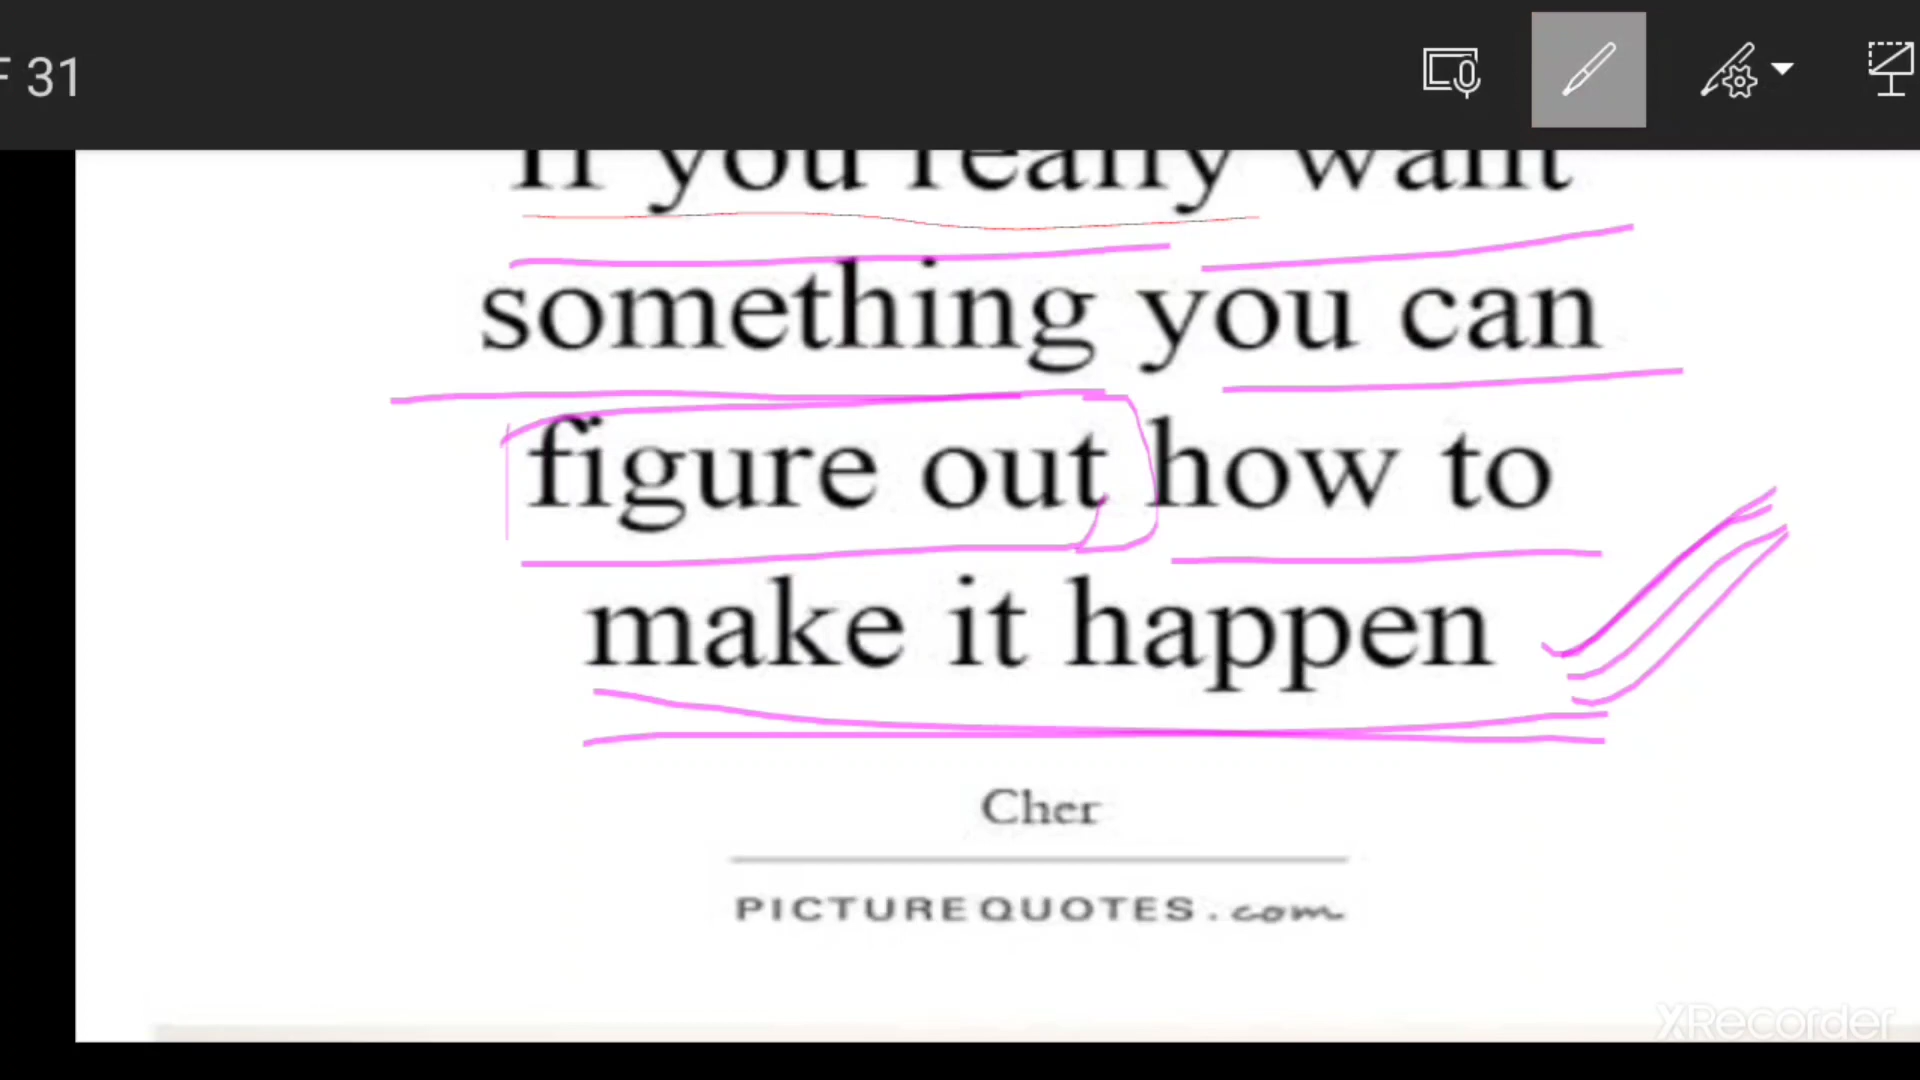 F 31
If you really want
something you can
figure out how to
make it happen
Cher
PICTUREQUOTES.com
XRecorder